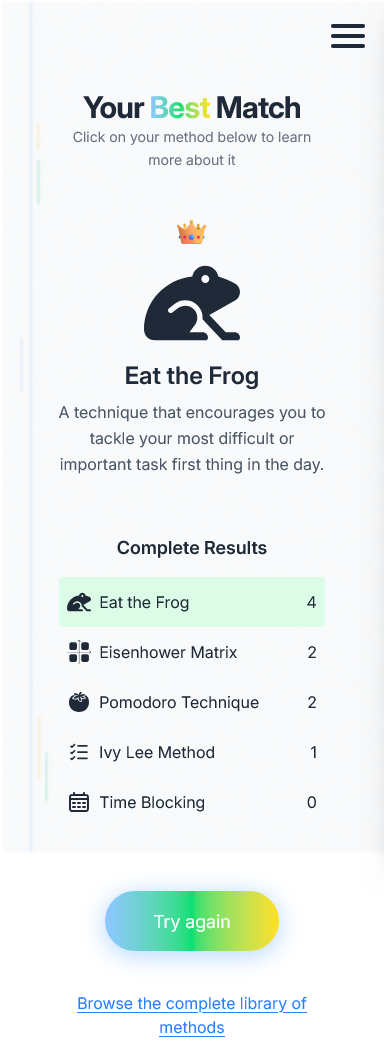 Your Best Match
Click on your method below to learn
more about it
Eat the Frog
A technique that encourages you to
tackle your most difficult or
important task first thing in the day.
Complete Results
Eat the Frog 4
Eisenhower Matrix 2
Pomodoro Technique 2
Ivy Lee Method 1
Time Blocking 0
Try again
Browse the complete library of
methods